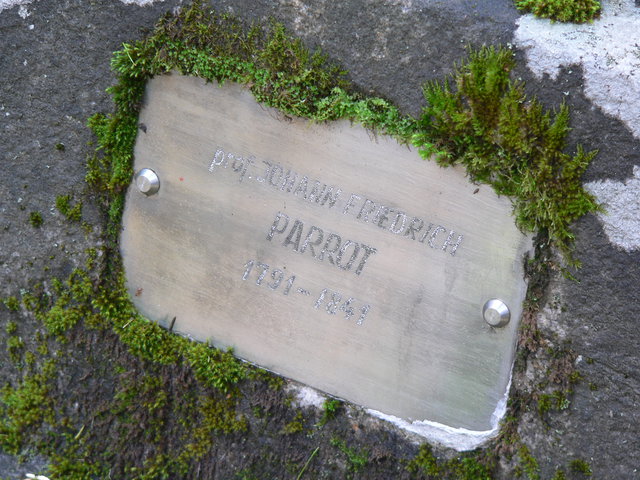 prof. JOHANN FRIEDRICH
PARROT
1791-1841